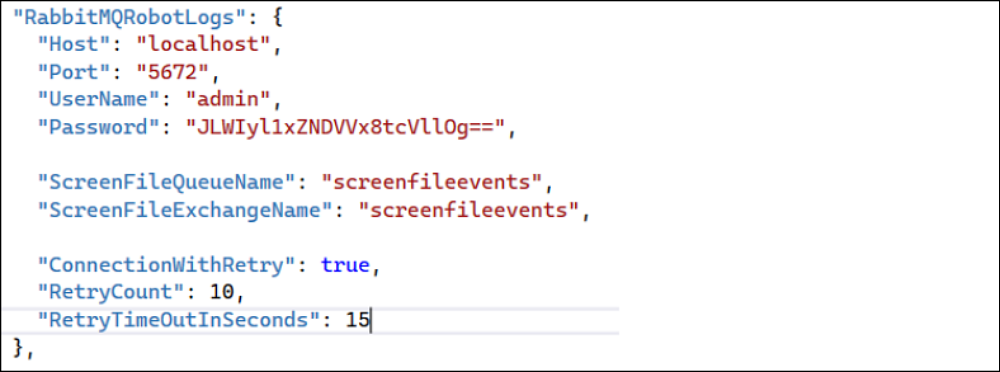 "RabbitMQRobotLogs": {
"Host": "localhost",
"Port": "5672",
"UserName": "admin",
"Password": "JLWIyl1xZNDVVx8tcVllOg==",
"ScreenFileQueueName": "screenfileevents",
"ScreenFileExchangeName": "screenfileevents",
"ConnectionWithRetry": true,
"RetryCount": 10,
"RetryTimeOutInSeconds": 15
},